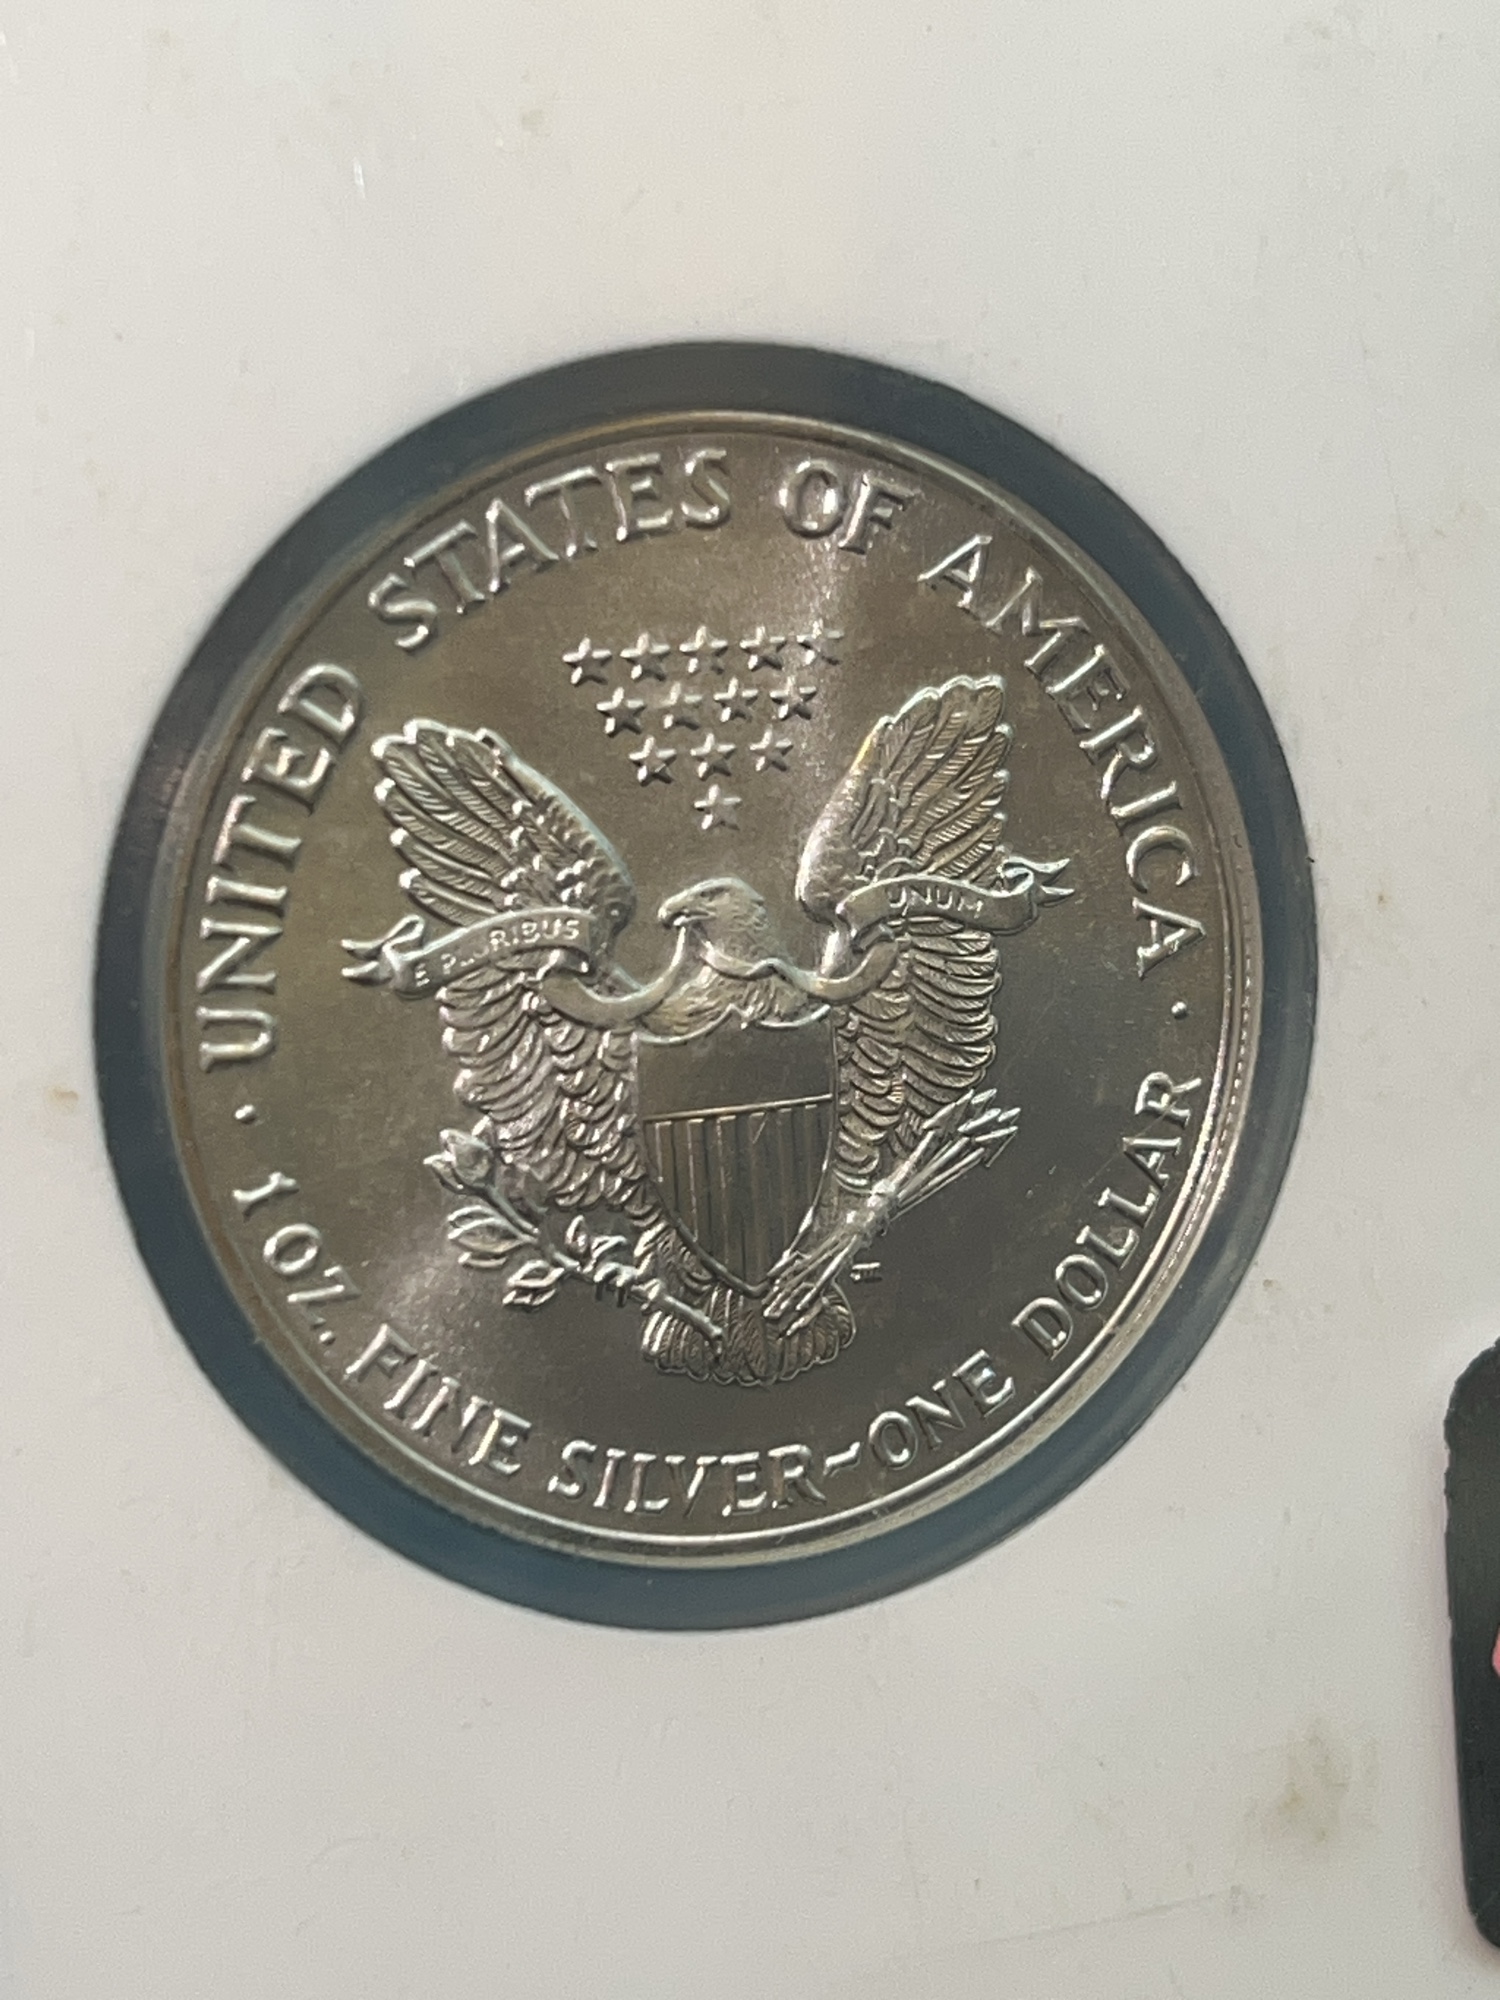 UNITED STATES OF AMERICA
E PLURIBUS
UNUM
1 OZ. FINE SILVER~ONE DOLLAR